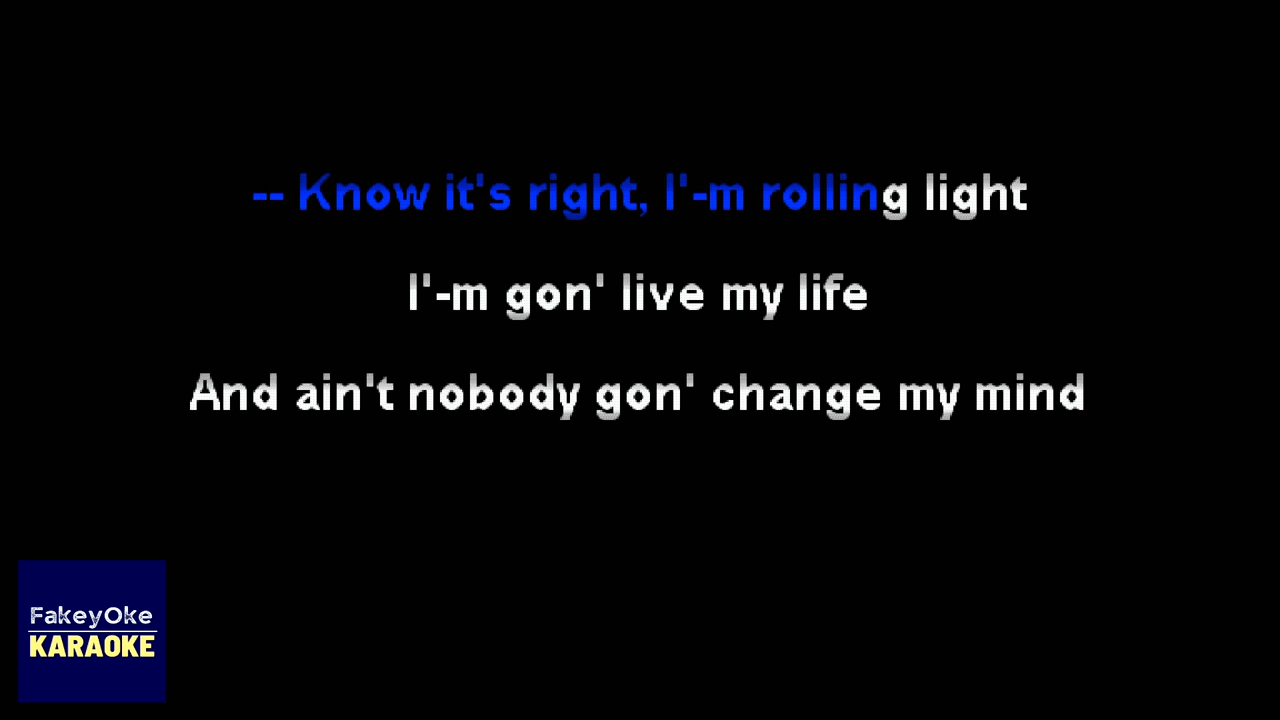 -- Know it's right, I'-m rolling light
I'-m gon' live my life
And ain't nobody gon' change my mind
FakeyOke
KARAOKE